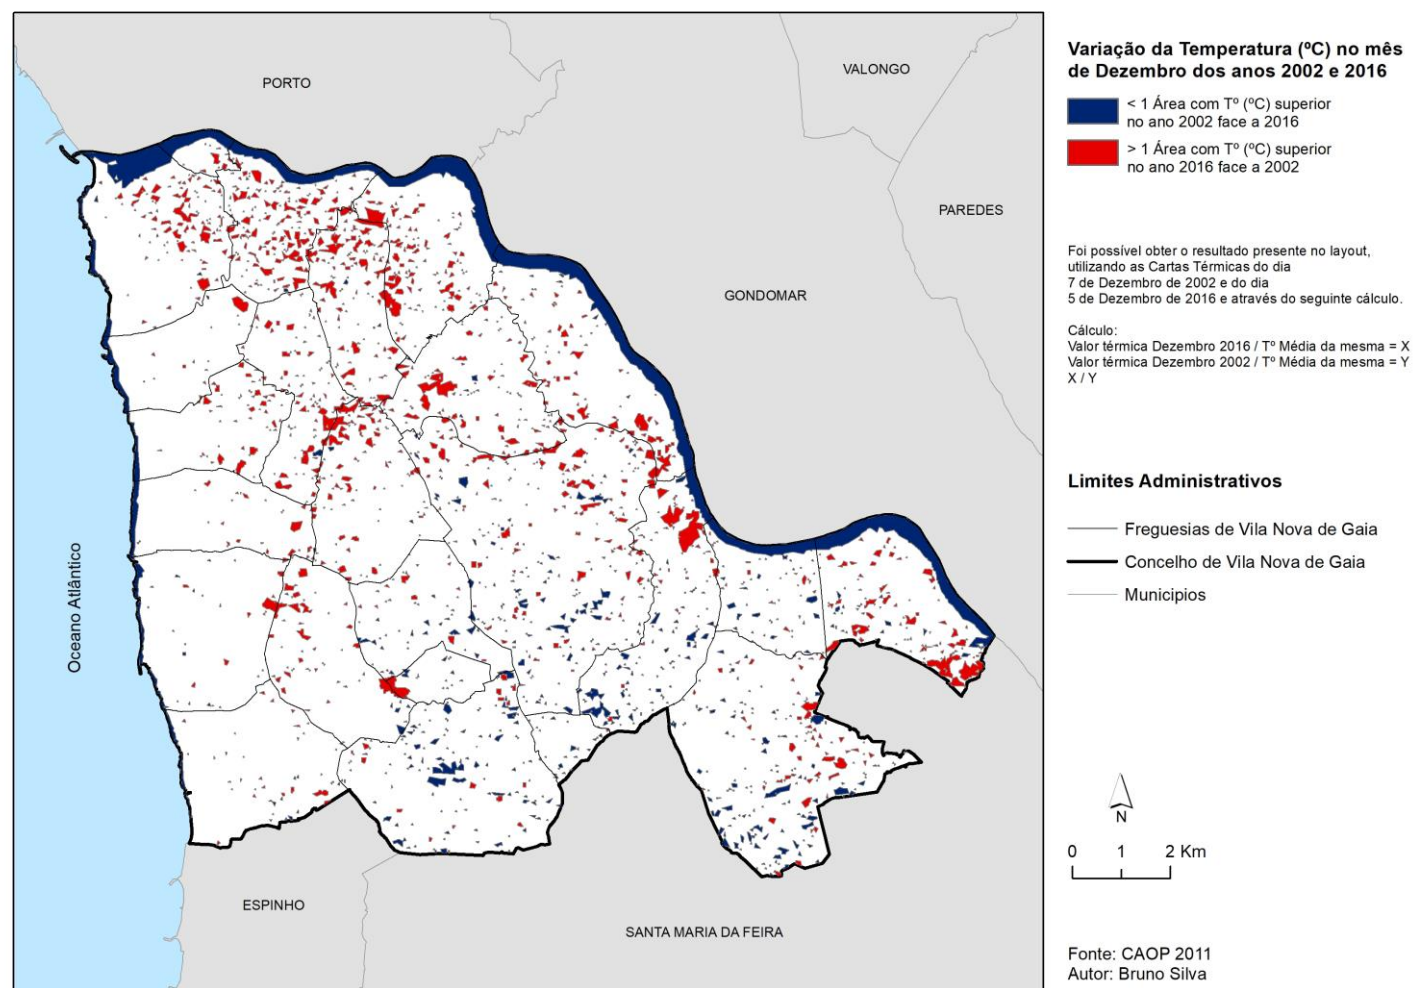 PORTO
VALONGO
PAREDES
GONDOMAR
Oceano Atlântico
ESPINHO
SANTA MARIA DA FEIRA
Variação da Temperatura (ºC) no mês
de Dezembro dos anos 2002 e 2016
< 1 Área com Tº (ºC) superior
no ano 2002 face a 2016
> 1 Área com Tº (ºC) superior
no ano 2016 face a 2002
Foi possível obter o resultado presente no layout,
utilizando as Cartas Térmicas do dia
7 de Dezembro de 2002 e do dia
5 de Dezembro de 2016 e através do seguinte cálculo.
Cálculo:
Valor térmica Dezembro 2016 / Tº Média da mesma = X
Valor térmica Dezembro 2002 / Tº Média da mesma = Y
X / Y
Limites Administrativos
Freguesias de Vila Nova de Gaia
Concelho de Vila Nova de Gaia
Municipios
N
0 1 2 Km
Fonte: CAOP 2011
Autor: Bruno Silva